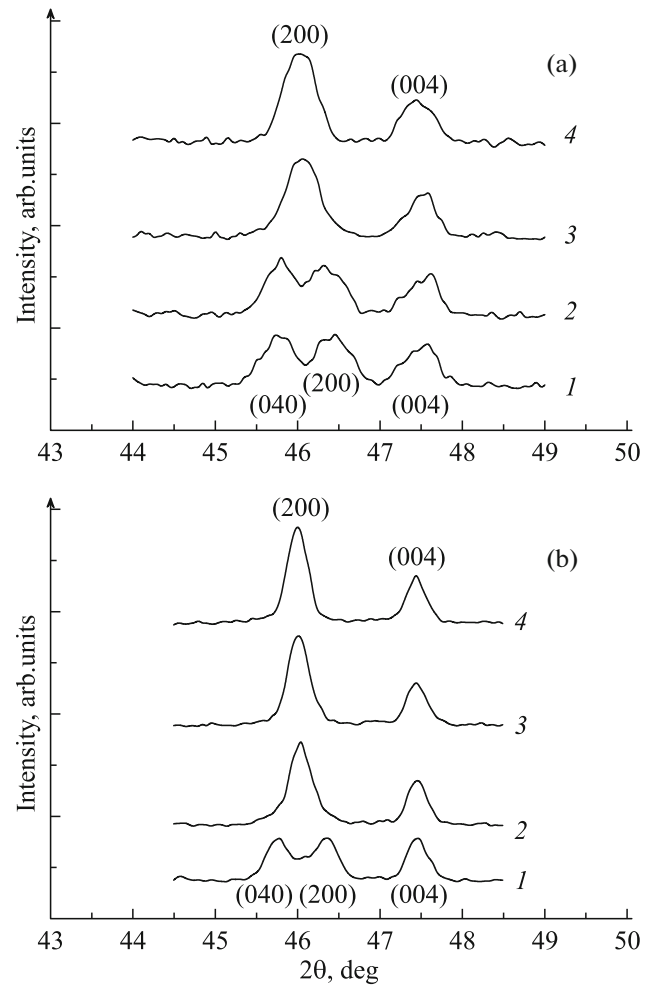 (200)
(a)
(004)
4
3
2
1
(200)
(040)
(004)
Intensity, arb.units
43 44 45 46 47 48 49 50
(200)
(b)
(004)
4
3
2
1
(040) (200) (004)
Intensity, arb.units
43 44 45 46 47 48 49 50
2θ, deg